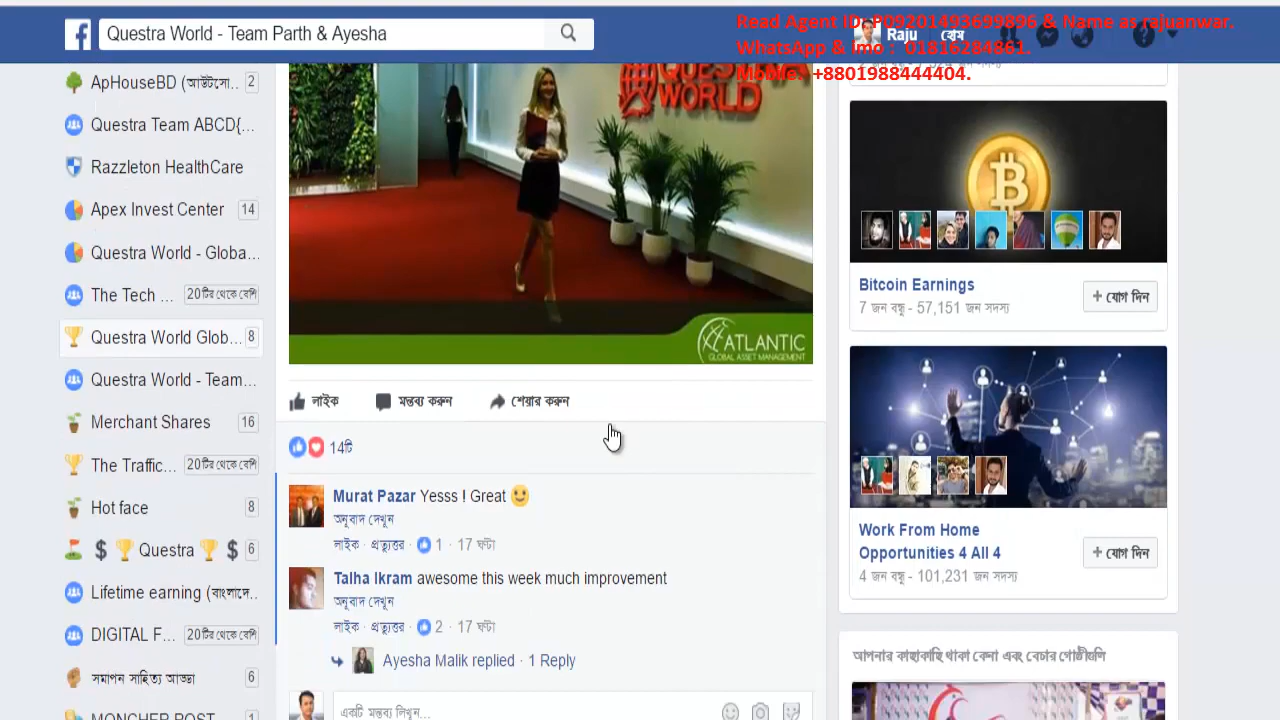 Questra World - Team Parth & Ayesha
Raju
হোম
Read Agent ID: P09201493699896 & Name as rajuanwar.
WhatsApp & Imo : 01816284861.
Mobile: +8801988444404.
ApHouseBD (আউটসো.. 2
Questra Team ABCD{...
Razzleton HealthCare
Apex Invest Center 14
Questra World - Globa...
The Tech ... 20টির থেকে বেশি
Questra World Glob... 8
Questra World - Team...
Merchant Shares 16
The Traffic... 20টির থেকে বেশি
Hot face 8
$ Questra $ 6
Lifetime earning (বাংলাদে..
DIGITAL F... 20টির থেকে বেশি
সমাপন সাহিত্য আড্ডা 6
MONCHER POST 1
QUESTRA
WORLD
ATLANTIC
GLOBAL ASSET MANAGEMENT
লাইক মন্তব্য করুন শেয়ার করুন
14টি
Murat Pazar Yesss ! Great
অনুবাদ দেখুন
লাইক · প্রত্যুত্তর · 1 · 17 ঘণ্টা
Talha Ikram awesome this week much improvement
অনুবাদ দেখুন
লাইক · প্রত্যুত্তর · 2 · 17 ঘণ্টা
Ayesha Malik replied · 1 Reply
একটি মন্তব্য লিখুন...
Bitcoin Earnings
7 জন বন্ধু - 57,151 জন সদস্য
+ যোগ দিন
Work From Home
Opportunities 4 All 4
4 জন বন্ধু - 101,231 জন সদস্য
+ যোগ দিন
আপনার কাছাকাছি থাকা কেনা এবং বেচার গোষ্ঠীগুলি